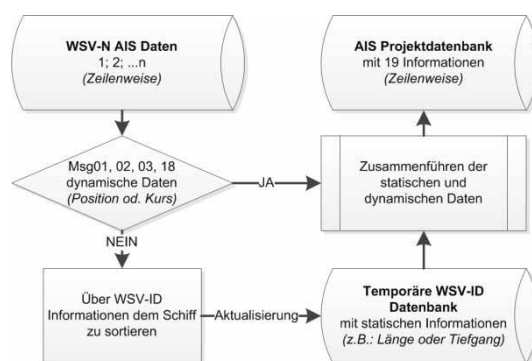 WSV-N AIS Daten
1; 2; ...n
(Zeilenweise)
AIS Projektdatenbank
mit 19 Informationen
(Zeilenweise)
Msg01, 02, 03, 18
dynamische Daten
(Position od. Kurs)
JA
Zusammenführen der
statischen und
dynamischen Daten
NEIN
Über WSV-ID
Informationen dem Schiff
zu sortieren
Aktualisierung
Temporäre WSV-ID
Datenbank
mit statischen Informationen
(z.B.: Länge oder Tiefgang)